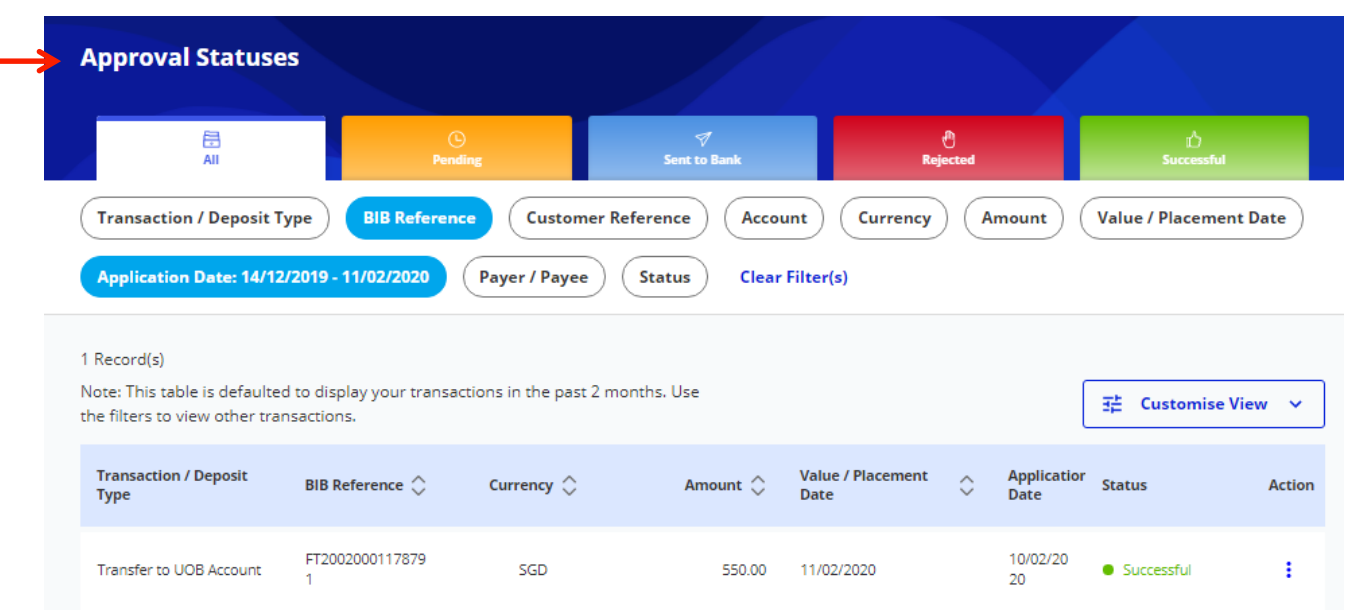 Approval Statuses
All
Pending
Sent to Bank
Rejected
Successful
Transaction / Deposit Type
BIB Reference
Customer Reference
Account
Currency
Amount
Value / Placement Date
Application Date: 14/12/2019 - 11/02/2020
Payer / Payee
Status
Clear Filter(s)
1 Record(s)
Note: This table is defaulted to display your transactions in the past 2 months. Use
the filters to view other transactions.
Customise View
Transaction / Deposit
Type
BIB Reference
Currency
Amount
Value / Placement
Date
Application
Date
Status
Action
Transfer to UOB Account
FT2002000117879
1
SGD
550.00
11/02/2020
10/02/20
20
Successful